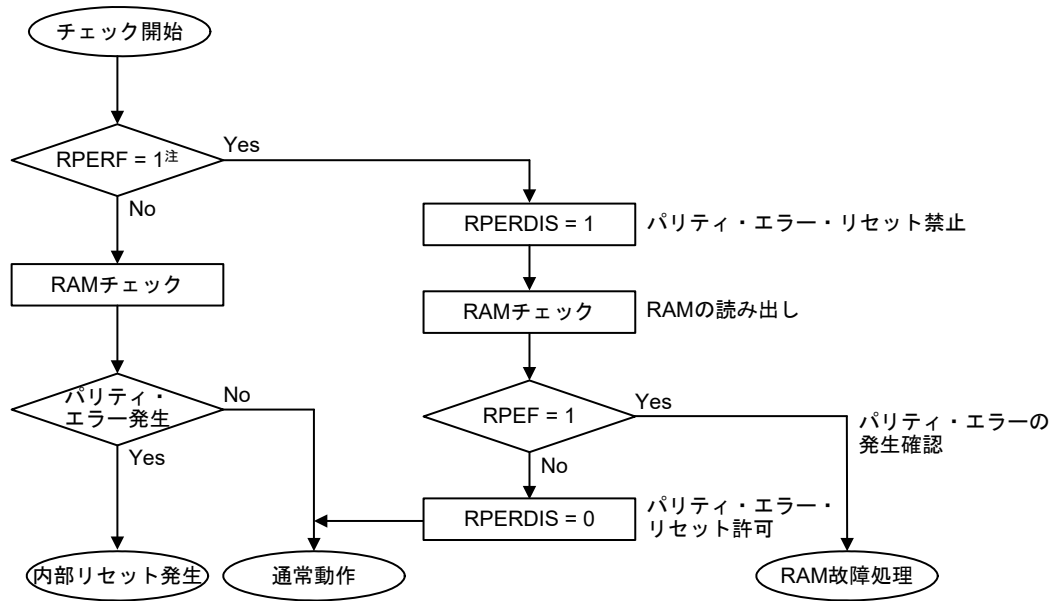 チェック開始
RPERF = 1注
Yes
No
RPERDIS = 1
パリティ・エラー・リセット禁止
RAMチェック
RAMチェック
RAMの読み出し
パリティ・
エラー発生
No
Yes
RPEF = 1
Yes
No
パリティ・エラーの
発生確認
RPERDIS = 0
パリティ・エラー・
リセット許可
内部リセット発生
通常動作
RAM故障処理